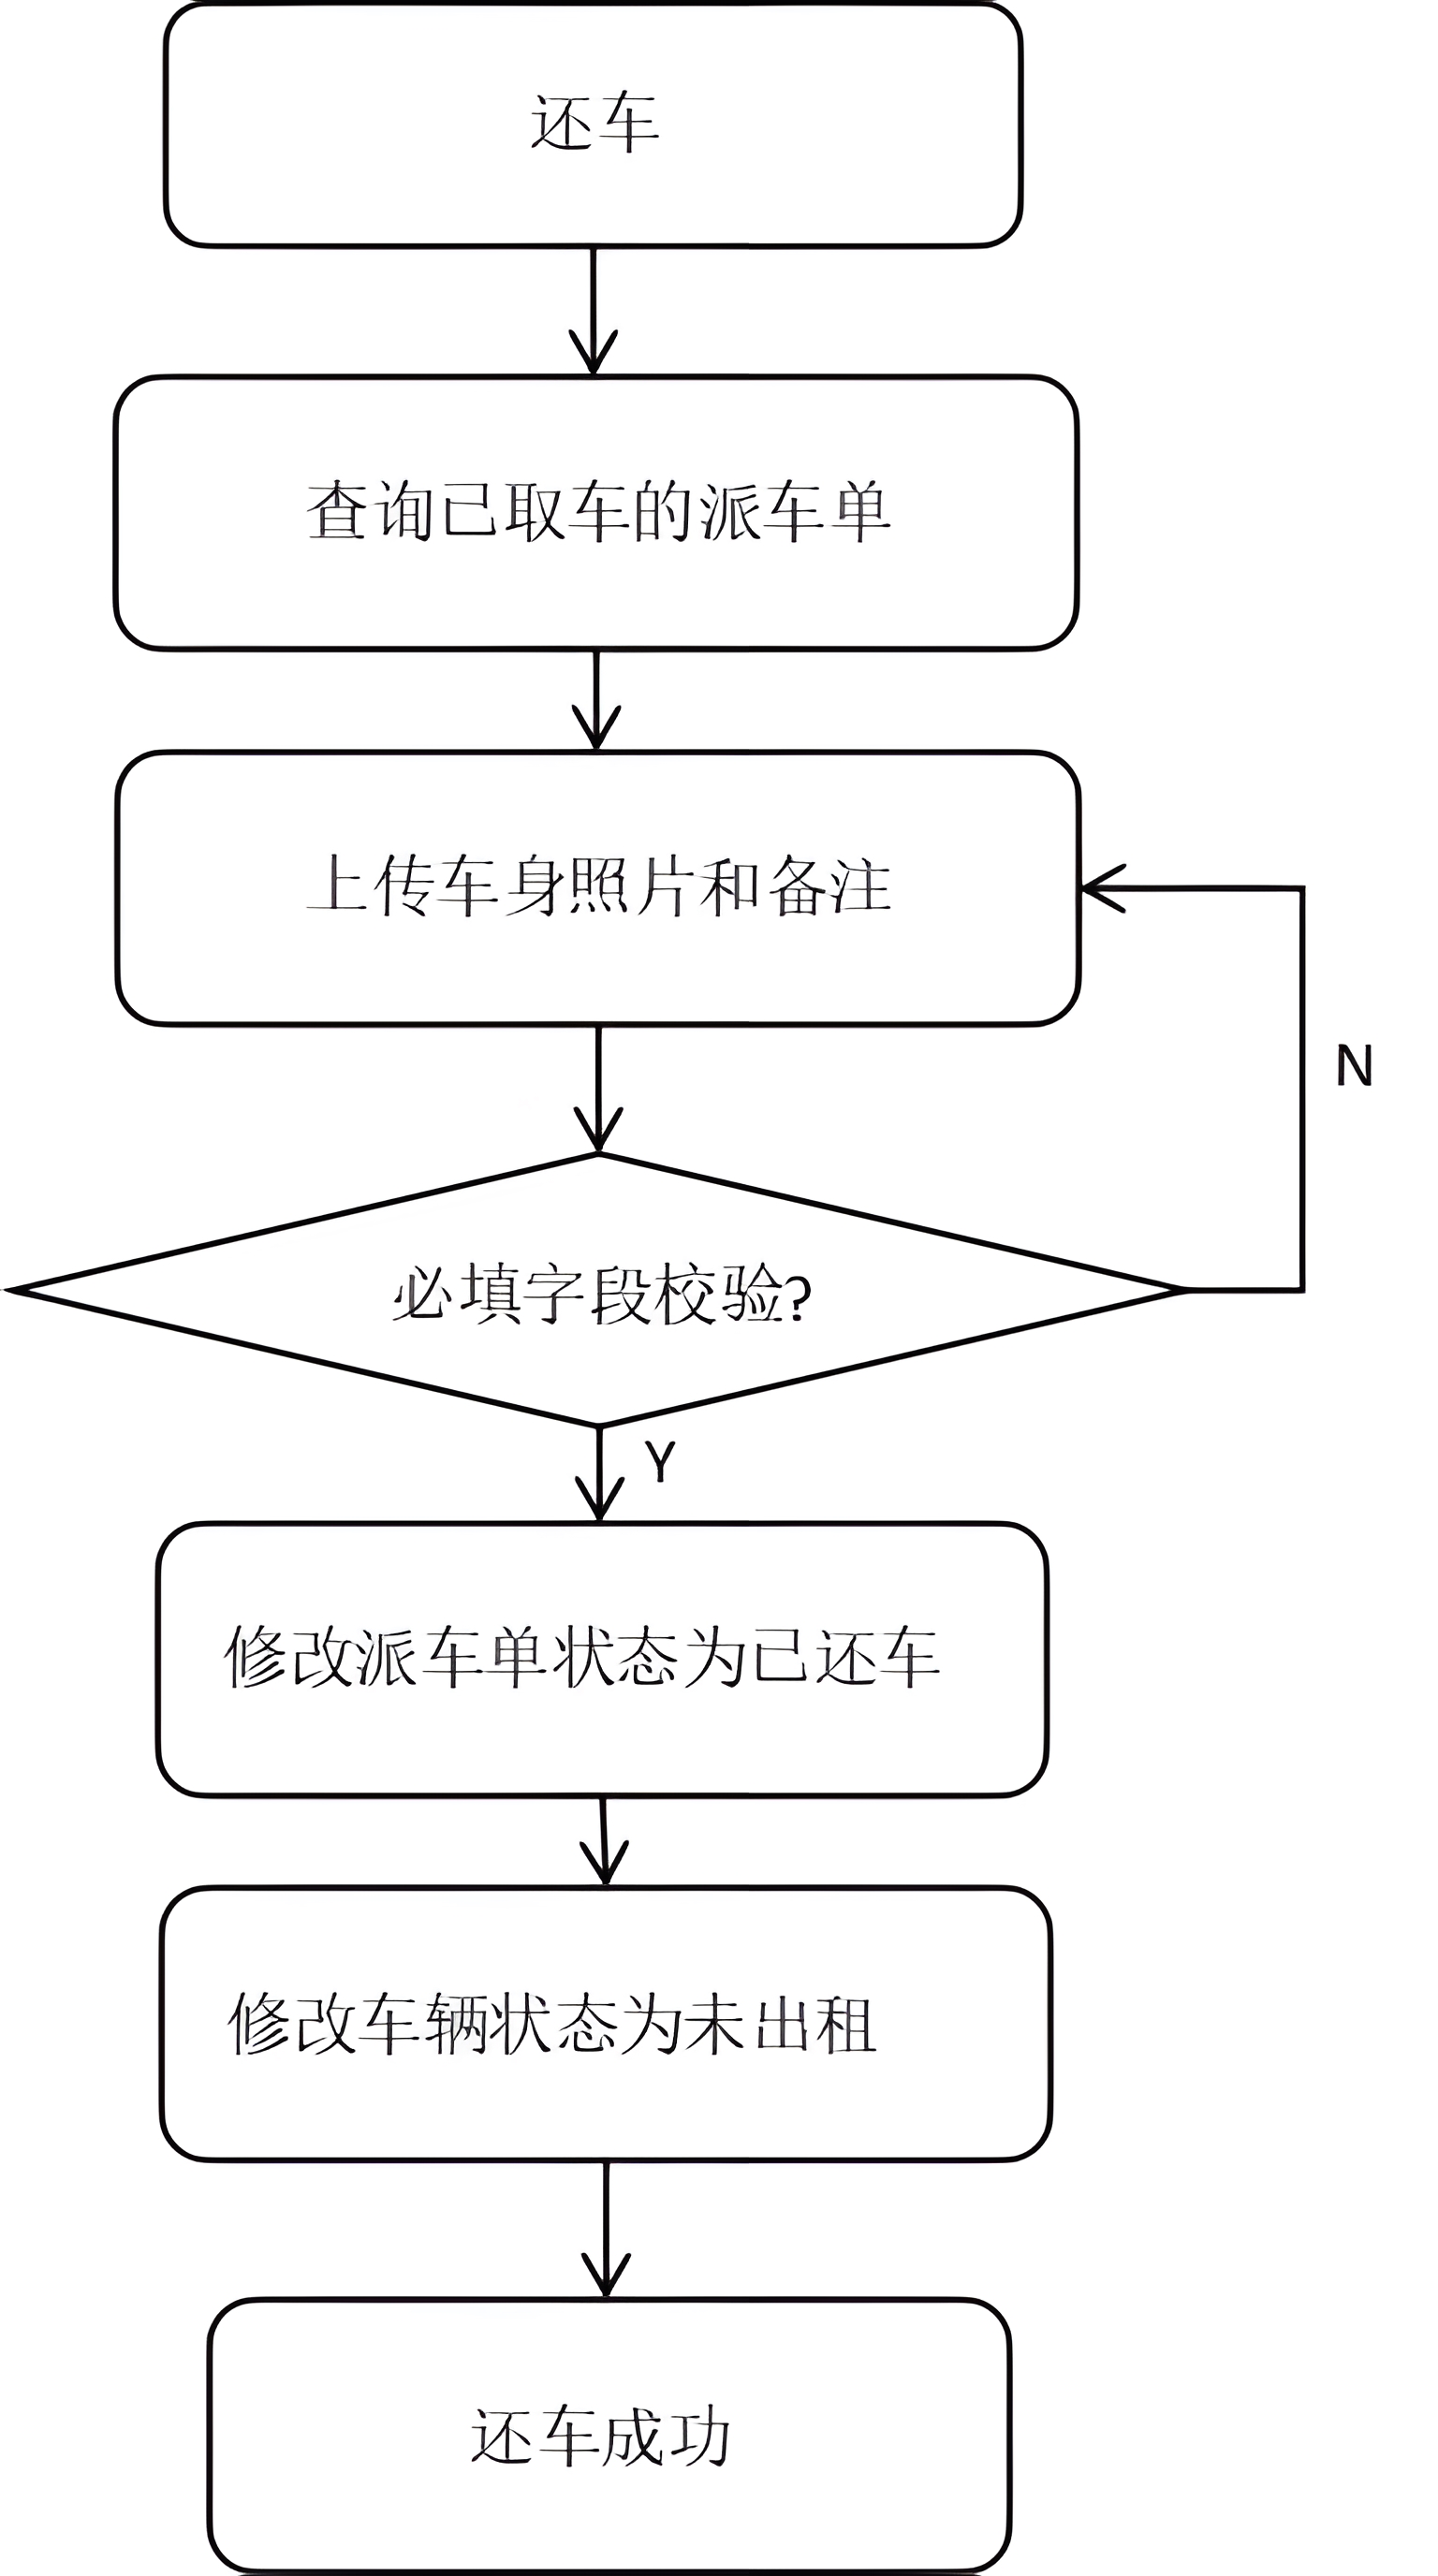 还车
查询已取车的派车单
上传车身照片和备注
N
必填字段校验?
Y
修改派车单状态为已还车
修改车辆状态为未出租
还车成功